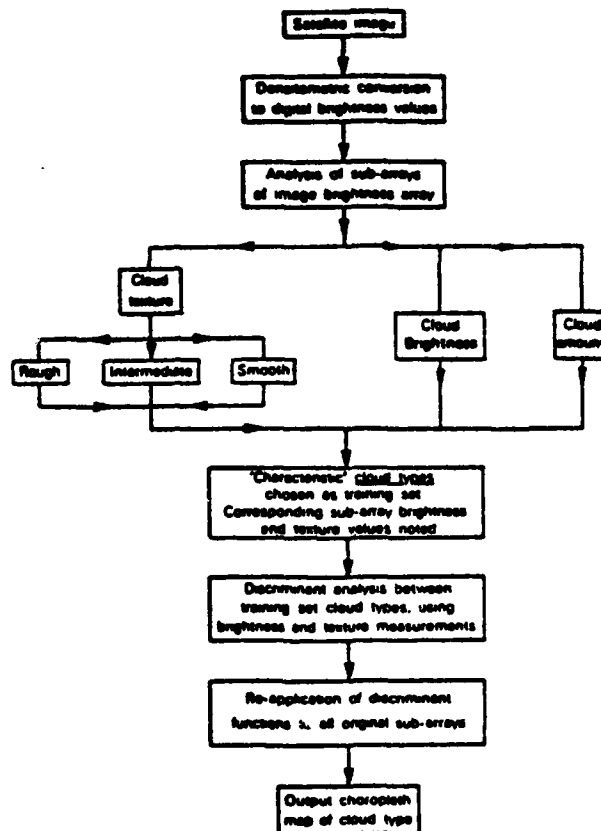 Satellite image
Densitometric conversion
to digital brightness values
Analysis of sub-arrays
of image brightness array
Cloud
texture
Cloud
Brightness
Cloud
amount
Rough
Intermediate
Smooth
"Characteristic" cloud types
chosen as training set
Corresponding sub-array brightness
and texture values noted
Discriminant analysis between
training set cloud types, using
brightness and texture measurements
Re-application of discriminant
functions all original sub-arrays
Output choropleth
map of cloud type